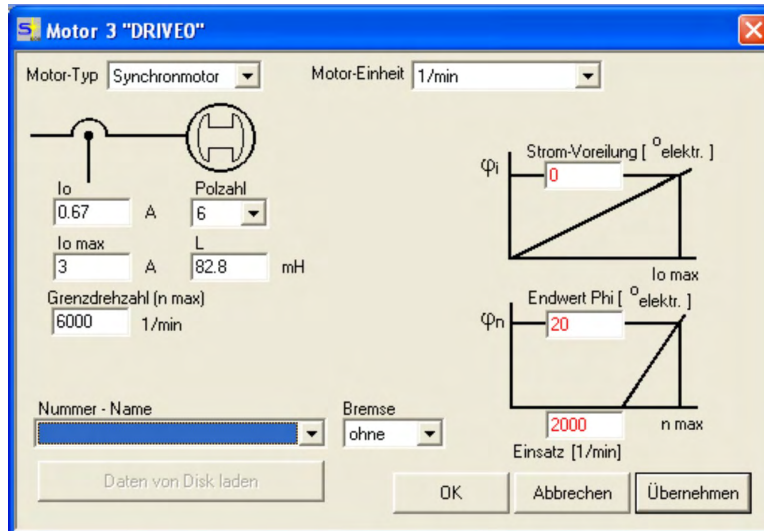 Motor 3 "DRIVE0"
Motor-Typ Synchronmotor Motor-Einheit 1/min
Strom-Voreilung [ °elektr. ]
φi 0
Io Polzahl
0.67 A 6
Io max L
3 A 82.8 mH
Io max
Grenzdrehzahl (n max)
6000 1/min
Endwert Phi [ °elektr. ]
φn 20
Nummer - Name Bremse
ohne
2000 n max
Einsatz [1/min]
Daten von Disk laden OK Abbrechen Übernehmen